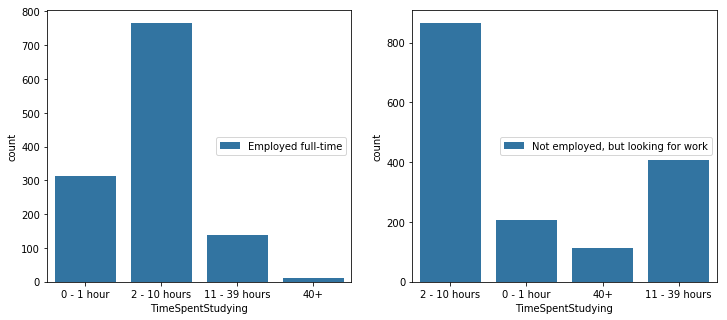 800
700
600
500
400
300
200
100
0
count
Employed full-time
0 - 1 hour 2 - 10 hours 11 - 39 hours 40+
TimeSpentStudying
800
600
400
200
0
count
Not employed, but looking for work
2 - 10 hours 0 - 1 hour 40+ 11 - 39 hours
TimeSpentStudying